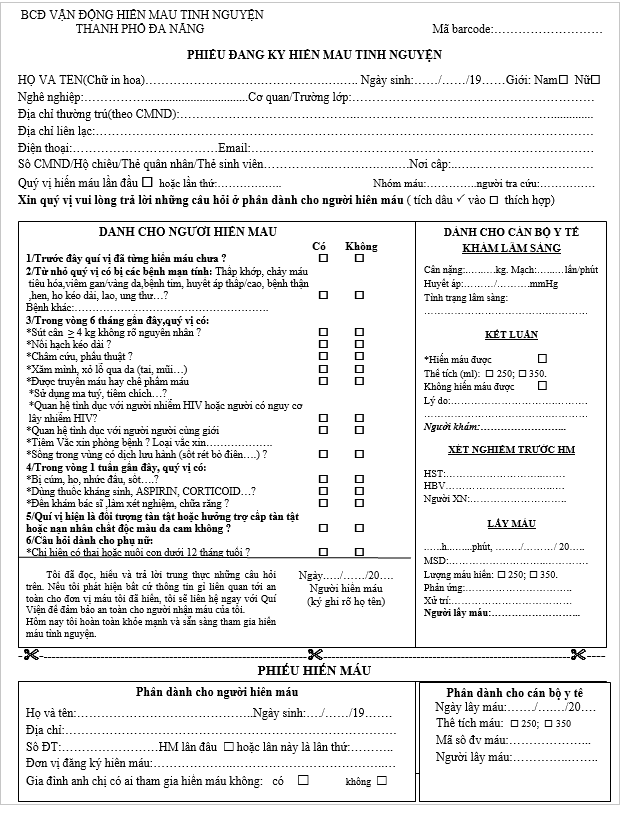 BCĐ VẬN ĐỘNG HIẾN MÁU TÌNH NGUYỆN
THÀNH PHỐ ĐÀ NẴNG Mã barcode:………………………
PHIẾU ĐĂNG KÝ HIẾN MÁU TÌNH NGUYỆN
HỌ VÀ TÊN(Chữ in hoa)…………………………………………….. Ngày sinh:……/……/19……Giới: Nam☐ Nữ☐
Nghề nghiệp:……………..................................Cơ quan/Trường lớp:……………………………………………
Địa chỉ thường trú(theo CMND):……………………………………………………………………………….............
Địa chỉ liên lạc:……………………………………………………………………………………………………
Điện thoại:………………………………Email:……………………………………………………………………
Số CMND/Hộ chiếu/Thẻ quân nhân/Thẻ sinh viên………………………………Nơi cấp:………………………………
Quý vị hiến máu lần đầu ☐ hoặc lần thứ:……………….. Nhóm máu:…………..người tra cứu:……………
Xin quý vị vui lòng trả lời những câu hỏi ở phần dành cho người hiến máu ( tích dấu ✓ vào ☐ thích hợp)
DÀNH CHO NGƯỜI HIẾN MÁU
Có Không
1/Trước đây quí vị đã từng hiến máu chưa ? ☐ ☐
2/Từ nhỏ quý vị có bị các bệnh mạn tính: Thấp khớp, chảy máu
tiêu hóa,viêm gan/vàng da,bệnh tim, huyết áp thấp/cao, bệnh thận
,hen, ho kéo dài, lao, ung thư…? ☐ ☐
Bệnh khác:…………………………………………
3/Trong vòng 6 tháng gần đây,quý vị có:
*Sút cân ≥ 4 kg không rõ nguyên nhân ? ☐ ☐
*Nổi hạch kéo dài ? ☐ ☐
*Châm cứu, phẩu thuật ? ☐ ☐
*Xăm mình, xỏ lỗ qua da (tai, mũi…) ☐ ☐
*Được truyền máu hay chế phẩm máu ☐ ☐
*Sử dụng ma tuý, tiêm chích…?
*Quan hệ tình dục với người nhiễm HIV hoặc người có nguy cơ
lây nhiễm HIV? ☐ ☐
*Quan hệ tình dục với người người cùng giới ☐ ☐
*Tiêm Vắc xin phòng bệnh ? Loại vắc xin………………. ☐ ☐
*Sống trong vùng có dịch lưu hành (sốt rét bò điên….) ? ☐ ☐
4/Trong vòng 1 tuần gần đây, quý vị có:
*Bị cúm, ho, nhức đầu, sốt….? ☐ ☐
*Dùng thuốc kháng sinh, ASPIRIN, CORTICOID…? ☐ ☐
*Đến khám bác sĩ ,làm xét nghiệm, chữa răng ? ☐ ☐
5/Quí vị hiện là đối tượng tàn tật hoặc hưởng trợ cấp tàn tật
hoặc nạn nhân chất độc màu da cam không ? ☐ ☐
6/Câu hỏi dành cho phụ nữ:
*Chị hiện có thai hoặc nuôi con dưới 12 tháng tuổi ? ☐ ☐
Tôi đã đọc, hiểu và trả lời trung thực những câu hỏi
trên. Nếu tôi phát hiện bất cứ thông tin gì liên quan tới an
toàn cho đơn vị máu tôi đã hiến, tôi sẽ liên hệ ngay với Quí
Viện để đảm bảo an toàn cho người nhận máu của tôi.
Hôm nay tôi hoàn toàn khỏe mạnh và sẵn sàng tham gia hiến
máu tình nguyện.
Ngày…../……/20….
Người hiến máu
(ký ghi rõ họ tên)
DÀNH CHO CÁN BỘ Y TẾ
KHÁM LÂM SÀNG
Cân nặng:……….kg. Mạch:………lần/phút
Huyết áp:………./……….mmHg
Tình trạng lâm sàng:
……………………………………
KẾT LUẬN
*Hiến máu được ☐
Thể tích (ml): ☐ 250; ☐ 350.
Không hiến máu được ☐
Lý do:………………………………
……………………………………
Người khám:……………………..
XÉT NGHIỆM TRƯỚC HM
HST:……………………………
HBV……………………………
Người XN:………………………
LẤY MÁU
……h………phút, ……../………/ 20…..
MSD:………………………………
Lượng máu hiến: ☐ 250; ☐ 350.
Phản ứng:……………………………
Xử trí:………………………………
Người lấy máu:……………………..
PHIẾU HIẾN MÁU
Phần dành cho người hiến máu
Họ và tên:………………………………………Ngày sinh:…./……/19…….
Địa chỉ:………………………………………………………………………
Số ĐT:……………………HM lần đầu ☐ hoặc lần này là lần thứ:…………
Đơn vị đăng ký hiến máu:……………………………………………………
Gia đình anh chị có ai tham gia hiến máu không: có ☐ không ☐
Phần dành cho cán bộ y tế
Ngày lấy máu:……./……../20….
Thể tích máu: ☐ 250; ☐ 350
Mã số đv máu:…………………..
Người lấy máu:………………….